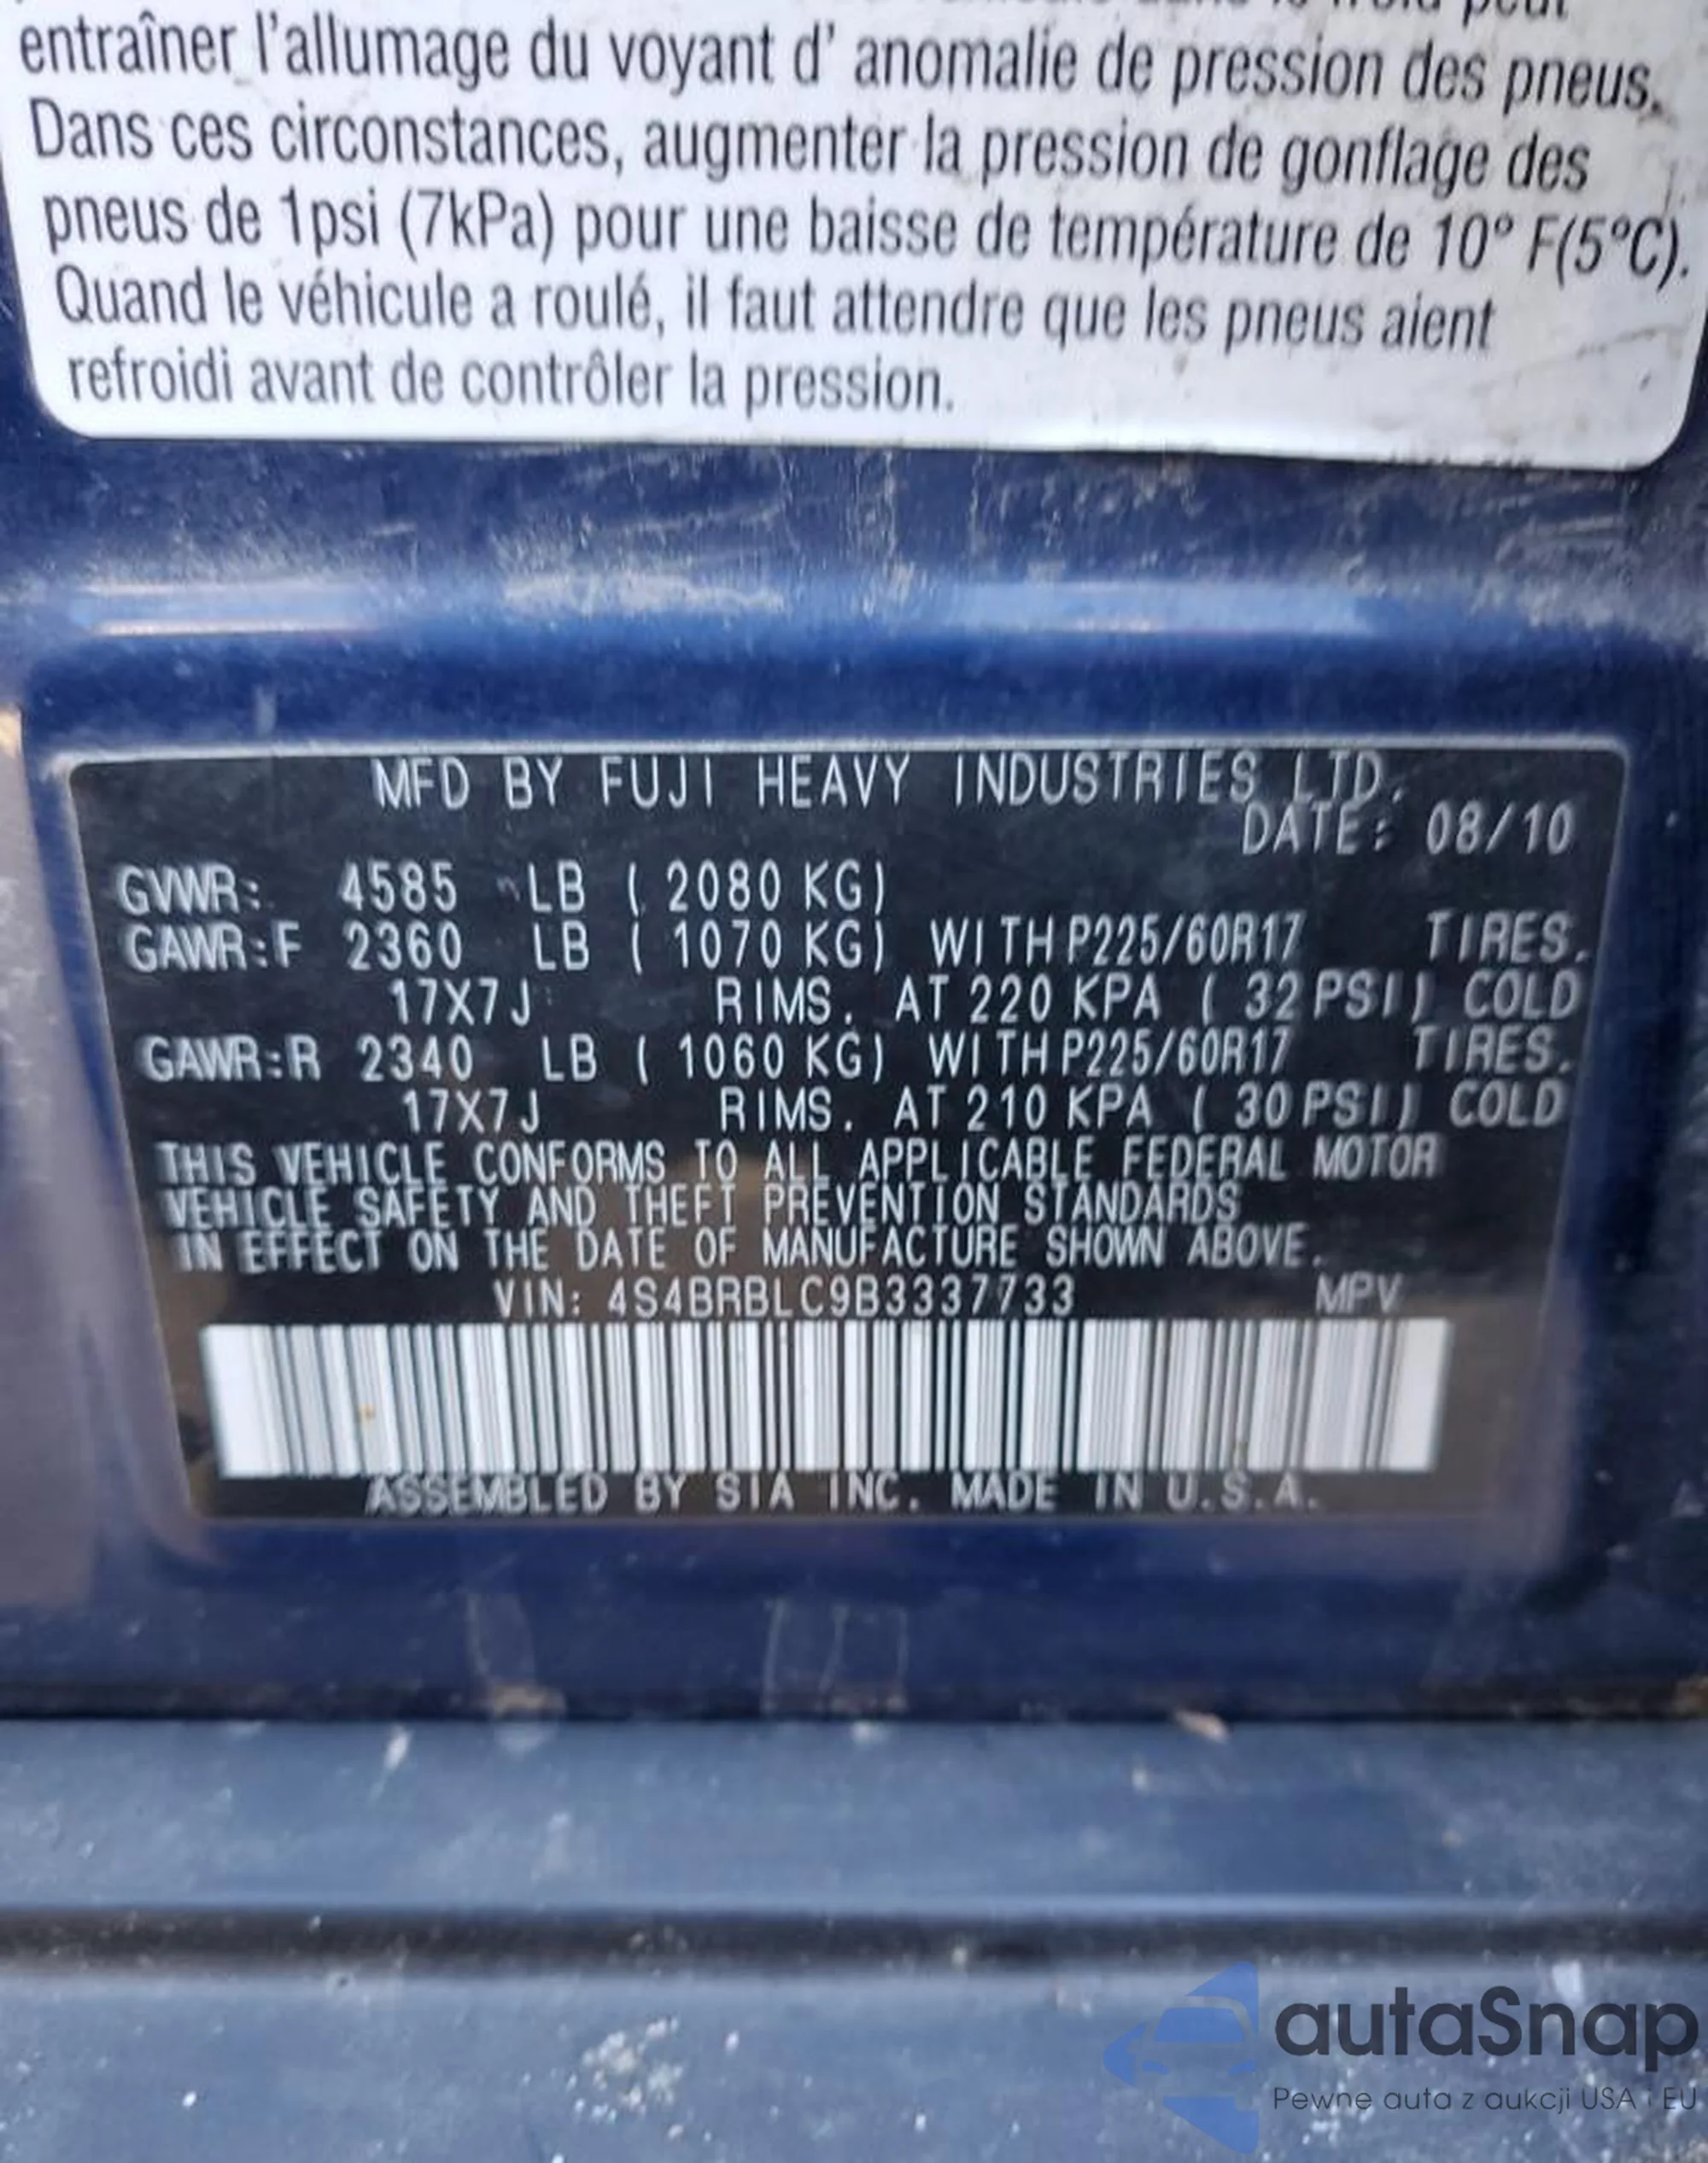 entraîner l'allumage du voyant d' anomalie de pression des pneus.
Dans ces circonstances, augmenter la pression de gonflage des
pneus de 1psi (7kPa) pour une baisse de température de 10° F(5°C).
Quand le véhicule a roulé, il faut attendre que les pneus aient
refroidi avant de contrôler la pression.
MFD BY FUJI HEAVY INDUSTRIES LTD.
DATE: 08/10
GVWR: 4585 LB ( 2080 KG)
GAWR:F 2360 LB ( 1070 KG) WITH P225/60R17 TIRES.
17X7J RIMS. AT 220 KPA ( 32 PSI) COLD
GAWR:R 2340 LB ( 1060 KG) WITH P225/60R17 TIRES.
17X7J RIMS. AT 210 KPA ( 30 PSI) COLD
THIS VEHICLE CONFORMS TO ALL APPLICABLE FEDERAL MOTOR
VEHICLE SAFETY AND THEFT PREVENTION STANDARDS
IN EFFECT ON THE DATE OF MANUFACTURE SHOWN ABOVE.
VIN: 4S4BRBLC9B3337733 MPV
ASSEMBLED BY SIA INC. MADE IN U.S.A.
autaSnap
Pewne auta z aukcji USA i EU